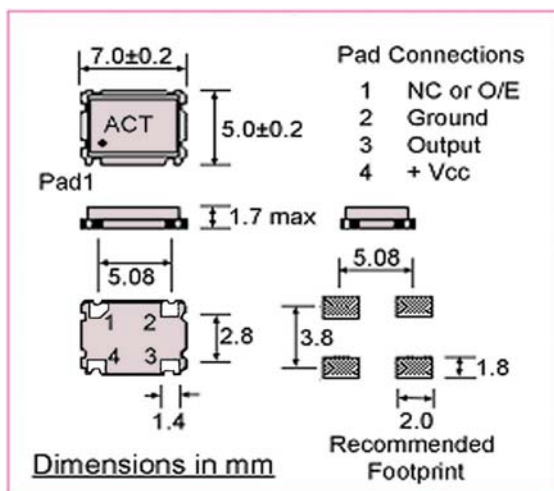 7.0±0.2
Pad Connections
1 NC or O/E
2 Ground
3 Output
4 + Vcc
ACT
5.0±0.2
Pad1
1.7 max
5.08
5.08
1 2
4 3
2.8
3.8
1.8
1.4
2.0
Recommended
Footprint
Dimensions in mm